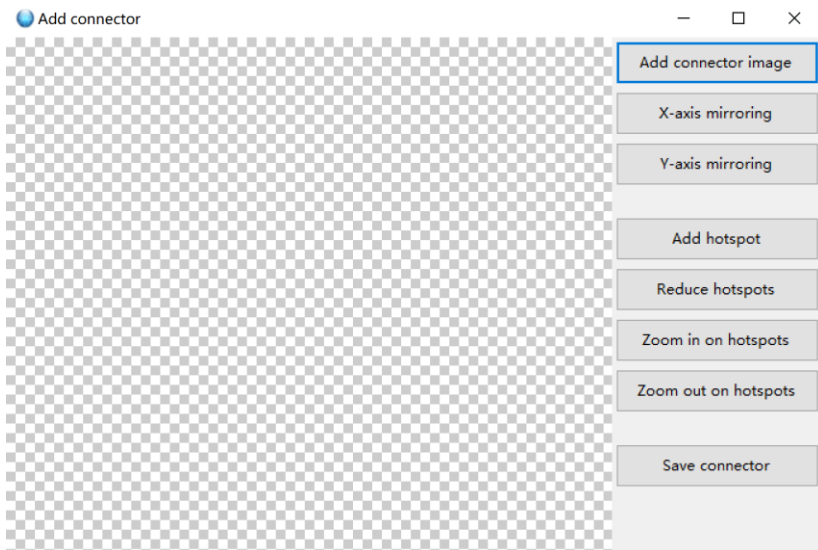 Add connector
Add connector image
X-axis mirroring
Y-axis mirroring
Add hotspot
Reduce hotspots
Zoom in on hotspots
Zoom out on hotspots
Save connector